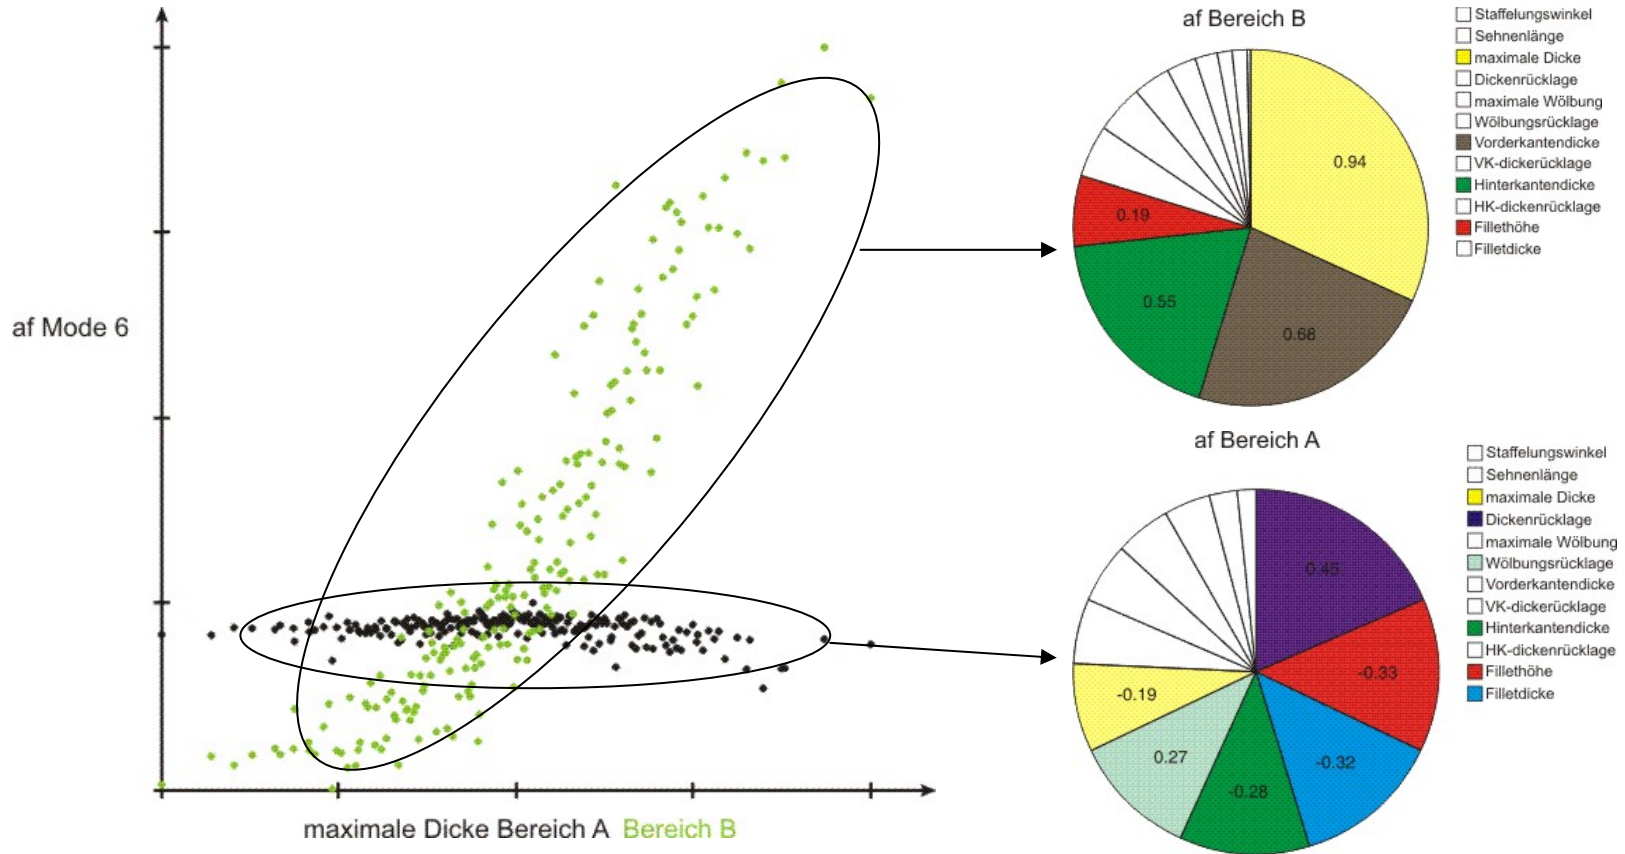 af Mode 6
maximale Dicke Bereich A Bereich B
af Bereich B
0.94
0.68
0.55
0.19
Staffelungswinkel
Sehnenlänge
maximale Dicke
Dickenrücklage
maximale Wölbung
Wölbungsrücklage
Vorderkantendicke
VK-dickerücklage
Hinterkantendicke
HK-dickenrücklage
Fillethöhe
Filletdicke
af Bereich A
0.45
-0.33
-0.32
-0.28
0.27
-0.19
Staffelungswinkel
Sehnenlänge
maximale Dicke
Dickenrücklage
maximale Wölbung
Wölbungsrücklage
Vorderkantendicke
VK-dickerücklage
Hinterkantendicke
HK-dickenrücklage
Fillethöhe
Filletdicke